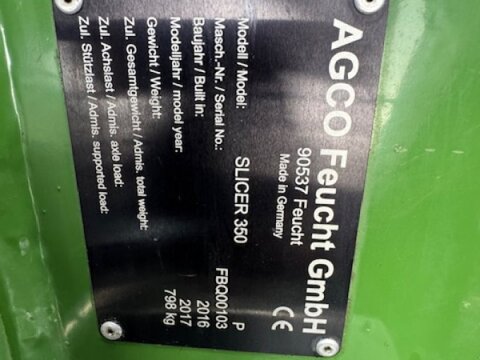 AGCO Feucht GmbH
90537 Feucht
Made in Germany
CE
Modell / Model: SLICER 350 P
Masch.-Nr. / Serial No.: FBQ00103
Baujahr / Built in: 2016
Modelljahr / model year: 2017
Gewicht / Weight: 798 kg
Zul. Gesamtgewicht / Admis. total weight:
Zul. Achslast / Admis. axle load:
Zul. Stützlast / Admis. supported load: